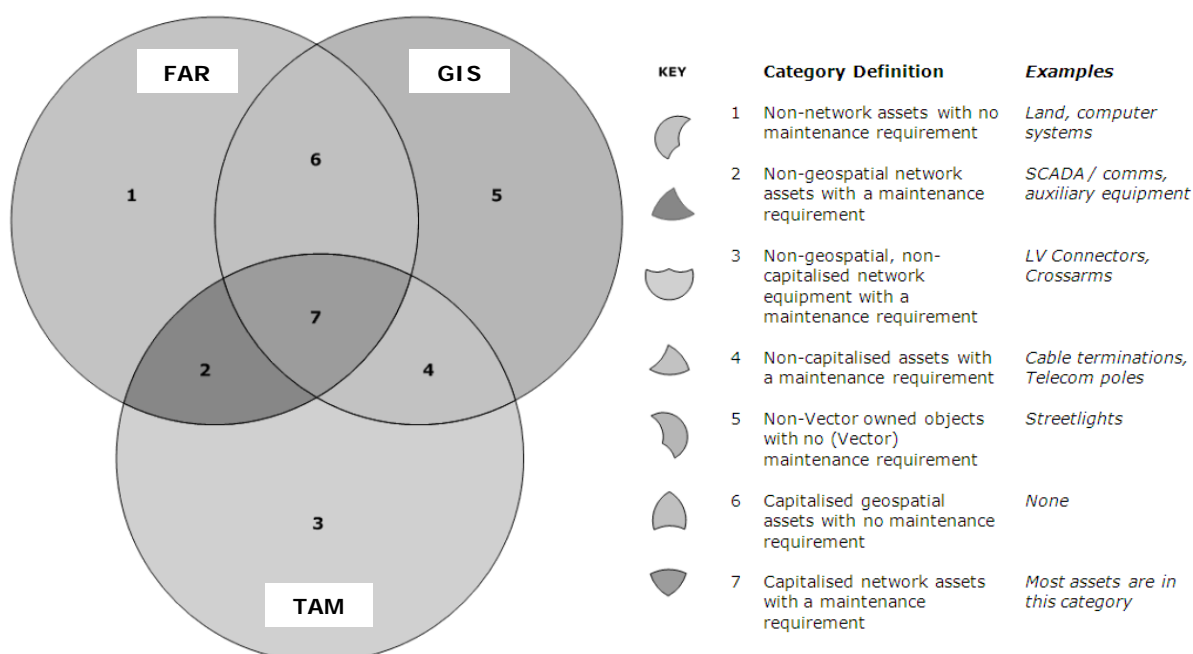 FAR
GIS
6
1
5
7
2
4
3
TAM
KEY
Category Definition
Examples
1
Non-network assets with no
maintenance requirement
Land, computer
systems
2
Non-geospatial network
assets with a maintenance
requirement
SCADA / comms,
auxiliary equipment
3
Non-geospatial, non-
capitalised network
equipment with a
maintenance requirement
LV Connectors,
Crossarms
4
Non-capitalised assets with
a maintenance requirement
Cable terminations,
Telecom poles
5
Non-Vector owned objects
with no (Vector)
maintenance requirement
Streetlights
6
Capitalised geospatial
assets with no maintenance
requirement
None
7
Capitalised network assets
with a maintenance
requirement
Most assets are in
this category